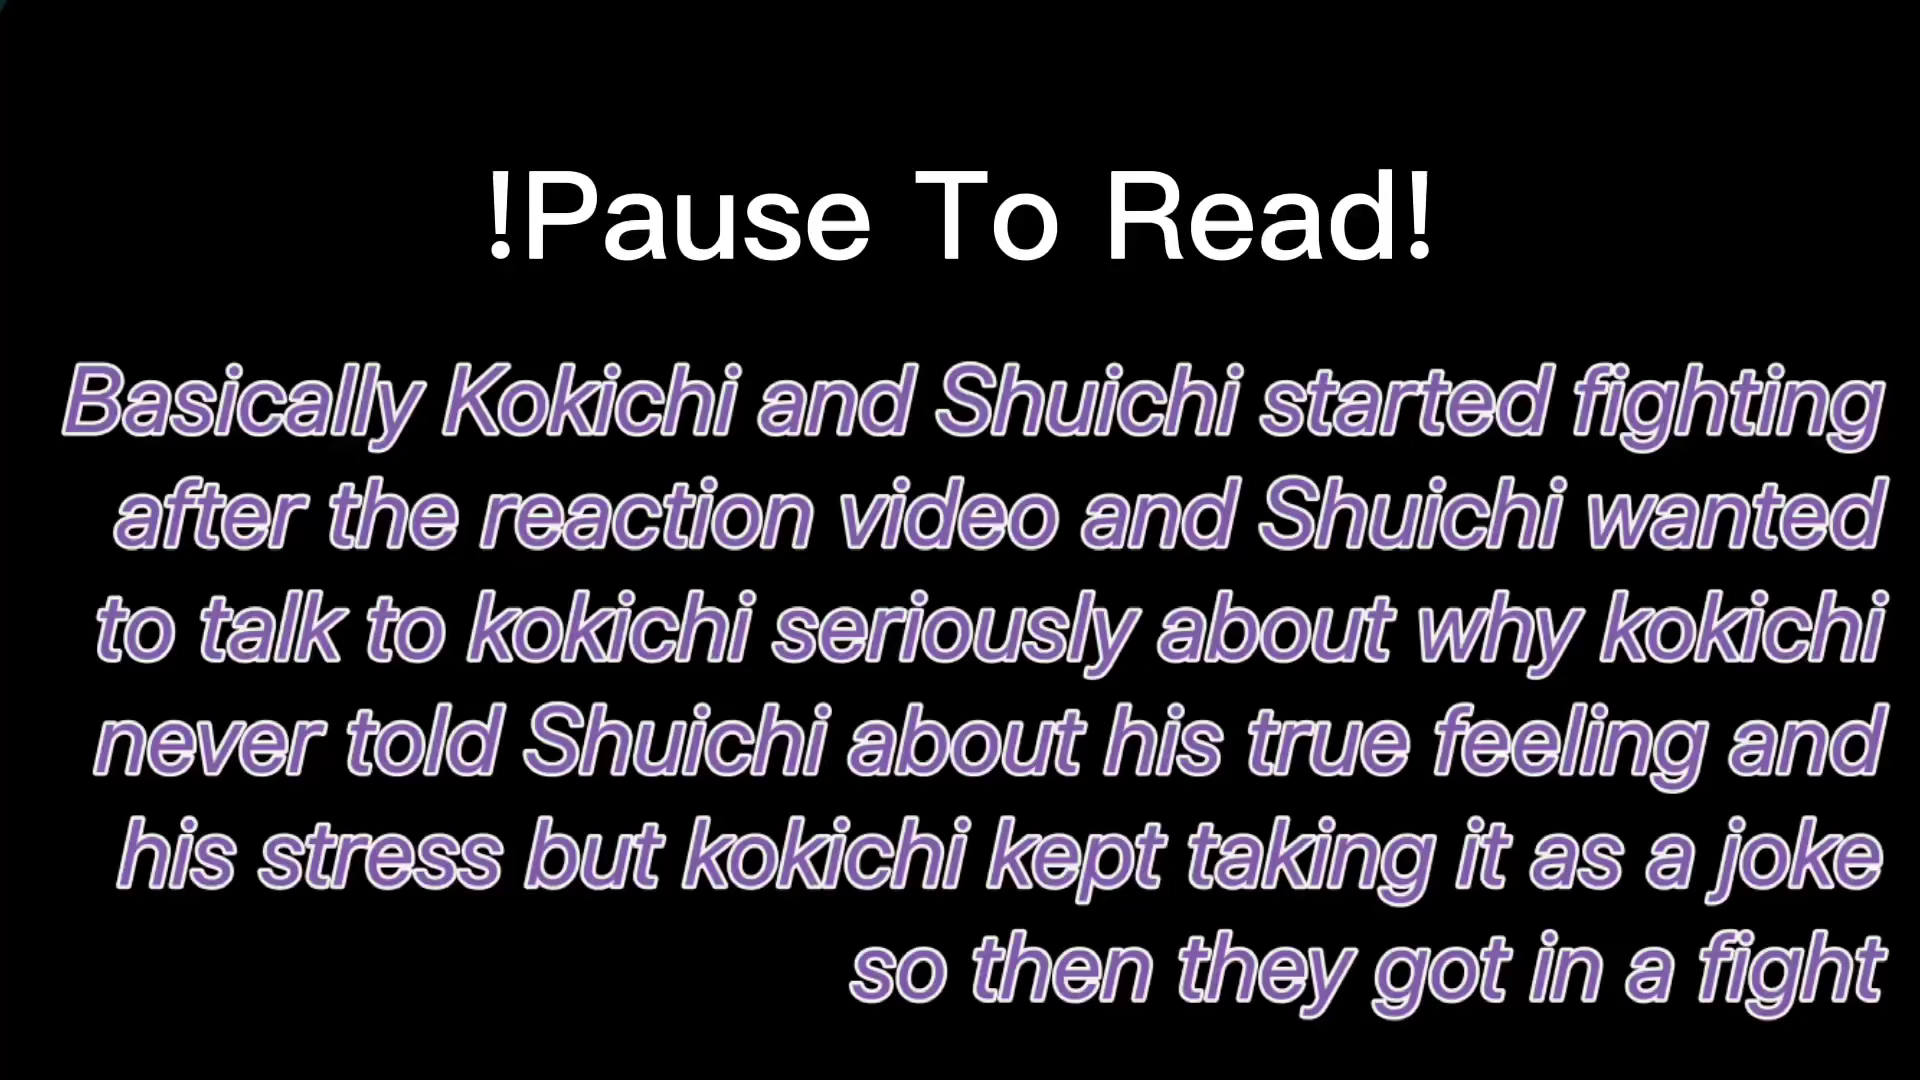 !Pause To Read!
Basically Kokichi and Shuichi started fighting
after the reaction video and Shuichi wanted
to talk to kokichi seriously about why kokichi
never told Shuichi about his true feeling and
his stress but kokichi kept taking it as a joke
so then they got in a fight